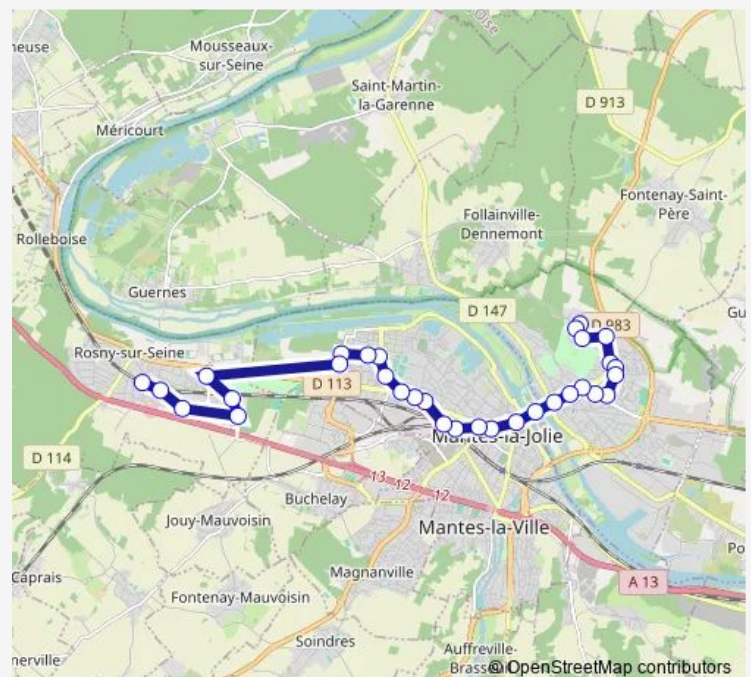 Mousseaux-
sur-Seine
neuse
Oise
Saint-Martin-
la-Garenne
D 913
Méricourt
Fontenay-Saint-
Père
Follainville-
Dennemont
Rolleboise
Guernes
D 147
Gu
D 983
Rosny-sur-Seine
D 113
Mantes-la-Jolie
D 114
13
12
12
Buchelay
Jouy-Mauvoisin
Mantes-la-Ville
Po
Magnanville
A 13
Caprais
Fontenay-Mauvoisin
Soindres
nerville
Auffreville-
Brasseuil
© OpenStreetMap contributors